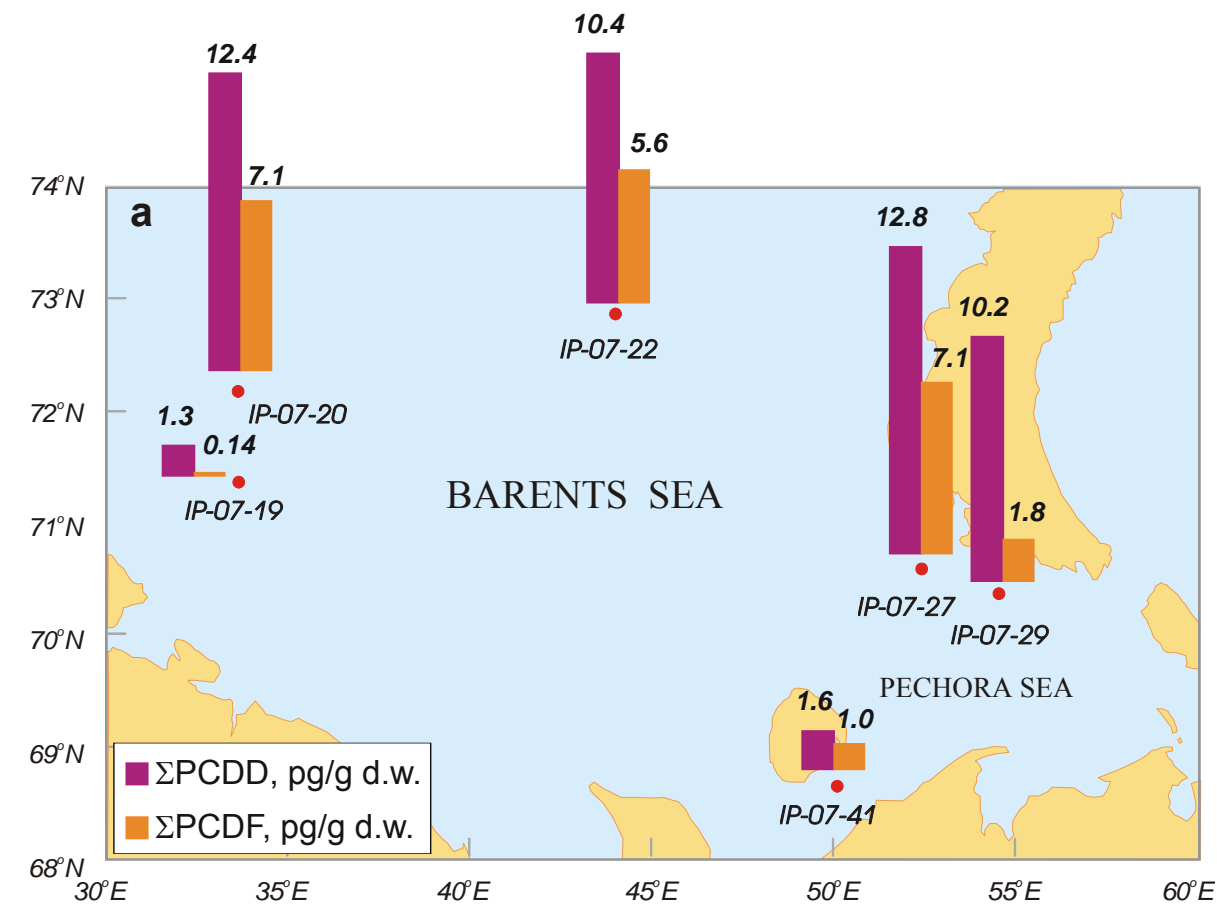 12.4
10.4
7.1
5.6
74°N
a
12.8
73°N
10.2
IP-07-22
7.1
72°N
1.3
IP-07-20
0.14
BARENTS SEA
IP-07-19
71°N
1.8
IP-07-27
70°N
IP-07-29
PECHORA SEA
1.6
1.0
69°N
ΣPCDD, pg/g d.w.
IP-07-41
ΣPCDF, pg/g d.w.
68°N
30°E 35°E 40°E 45°E 50°E 55°E 60°E